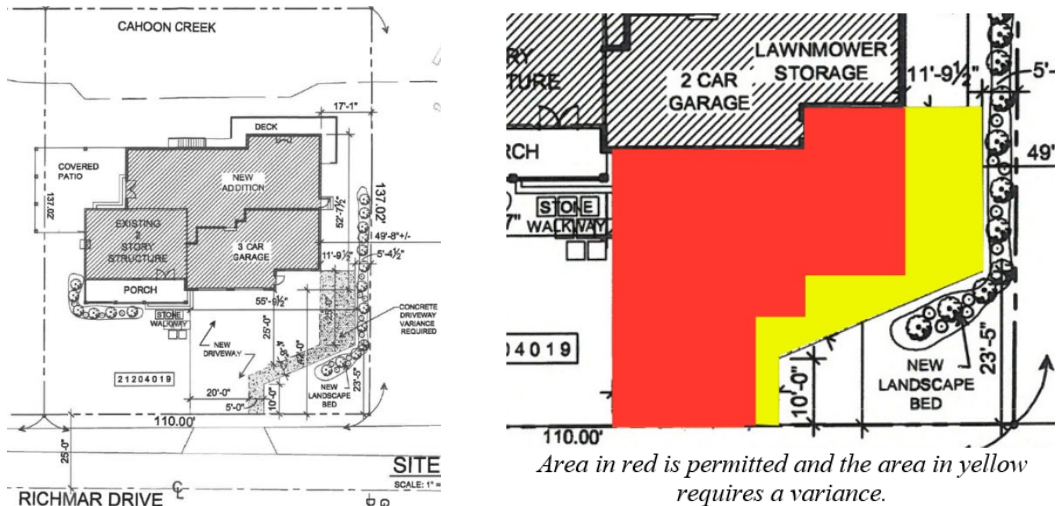 CAHOON CREEK
17'-1"
DECK
COVERED
PATIO
137.02'
NEW
ADDITION
137.02'
52'-7½"
EXISTING
2
STORY
STRUCTURE
3 CAR
GARAGE
49'-8"+/-
11'-9½"
5'-4½"
PORCH
55'-9½"
STONE
WALKWAY
25'-0"
25'-0"
CONCRETE
DRIVEWAY
VARIANCE
REQUIRED
NEW
DRIVEWAY
21204019
20'-0"
5'-0"
10'-0"
23'-5"
NEW
LANDSCAPE
BED
110.00'
25'-0"
SITE
SCALE: 1" =
RICHMAR DRIVE
LAWNMOWER
STORAGE
2 CAR
GARAGE
11'-9½"
5'-
49'
RCH
STONE
WALKWAY
04019
10'-0"
NEW
LANDSCAPE
BED
23'-5"
110.00'
Area in red is permitted and the area in yellow
requires a variance.